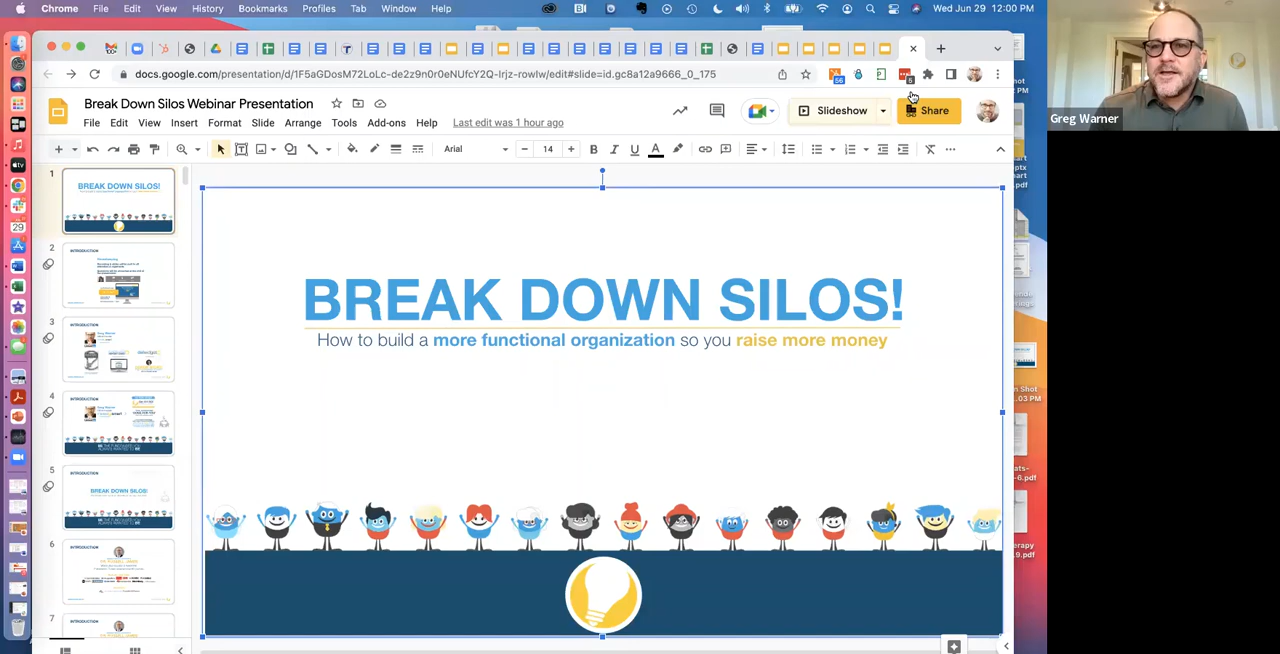 Chrome File Edit View History Bookmarks Profiles Tab Window Help Wed Jun 29 12:00 PM
docs.google.com/presentation/d/1F5aGDosM72LoLc-de2z9n0r0eNUfcY2Q-Irjz-rowIw/edit#slide=id.gc8a12a9666_0_175
Break Down Silos Webinar Presentation
File Edit View Insert Format Slide Arrange Tools Add-ons Help Last edit was 1 hour ago
Slideshow
Share
Arial
14
B I U A
1
BREAK DOWN SILOS!
2
INTRODUCTION
3
INTRODUCTION
4
INTRODUCTION
5
INTRODUCTION
BREAK DOWN SILOS!
6
7
BREAK DOWN SILOS!
How to build a more functional organization so you raise more money
Greg Warner